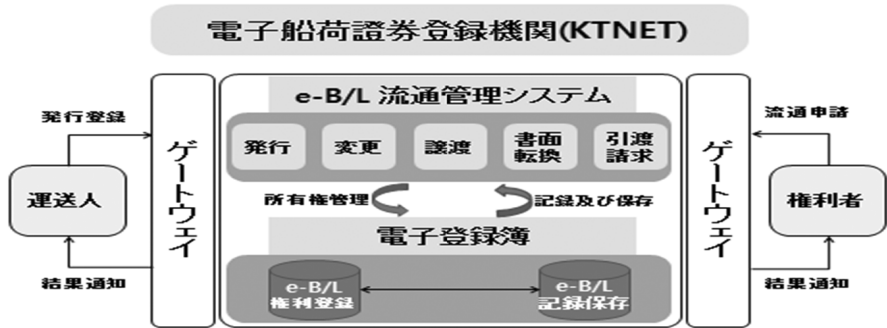 電子船荷證券登録機関(KTNET)
発行登録
運送人
結果通知
ゲートウェイ
e-B/L 流通管理システム
発行
変更
譲渡
書面
転換
引渡
請求
所有権管理
記録及び保存
電子登録簿
e-B/L
権利登録
e-B/L
記録保存
ゲートウェイ
流通申請
権利者
結果通知